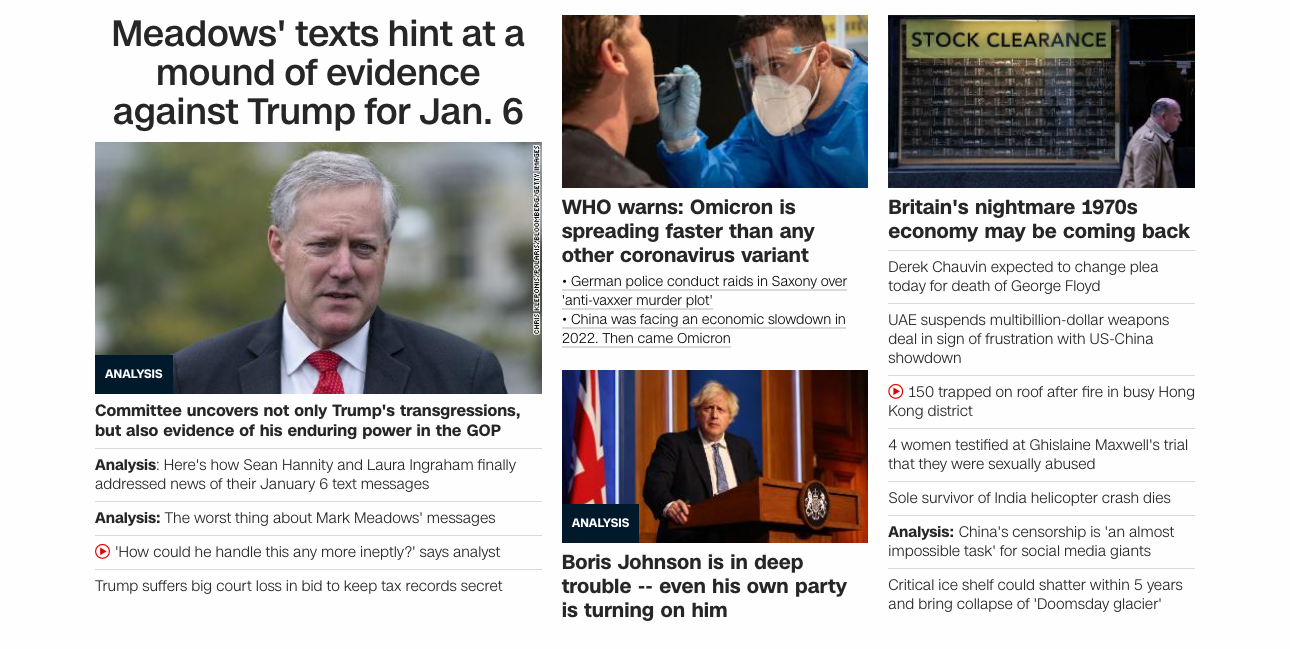 Meadows' texts hint at a
mound of evidence
against Trump for Jan. 6
CHRIS KLEPONIS/POLARIS/BLOOMBERG/GETTY IMAGES
ANALYSIS
Committee uncovers not only Trump's transgressions,
but also evidence of his enduring power in the GOP
Analysis: Here's how Sean Hannity and Laura Ingraham finally
addressed news of their January 6 text messages
Analysis: The worst thing about Mark Meadows' messages
'How could he handle this any more ineptly?' says analyst
Trump suffers big court loss in bid to keep tax records secret
WHO warns: Omicron is
spreading faster than any
other coronavirus variant
• German police conduct raids in Saxony over
'anti-vaxxer murder plot'
• China was facing an economic slowdown in
2022. Then came Omicron
ANALYSIS
Boris Johnson is in deep
trouble -- even his own party
is turning on him
STOCK CLEARANCE
Britain's nightmare 1970s
economy may be coming back
Derek Chauvin expected to change plea
today for death of George Floyd
UAE suspends multibillion-dollar weapons
deal in sign of frustration with US-China
showdown
150 trapped on roof after fire in busy Hong
Kong district
4 women testified at Ghislaine Maxwell's trial
that they were sexually abused
Sole survivor of India helicopter crash dies
Analysis: China's censorship is 'an almost
impossible task' for social media giants
Critical ice shelf could shatter within 5 years
and bring collapse of 'Doomsday glacier'